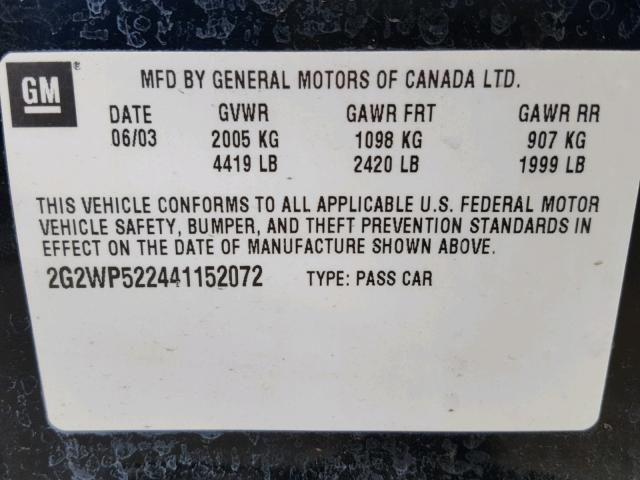 GM®
MFD BY GENERAL MOTORS OF CANADA LTD.
DATE GVWR GAWR FRT GAWR RR
06/03 2005 KG 1098 KG 907 KG
4419 LB 2420 LB 1999 LB
THIS VEHICLE CONFORMS TO ALL APPLICABLE U.S. FEDERAL MOTOR
VEHICLE SAFETY, BUMPER, AND THEFT PREVENTION STANDARDS IN
EFFECT ON THE DATE OF MANUFACTURE SHOWN ABOVE.
2G2WP522441152072 TYPE: PASS CAR